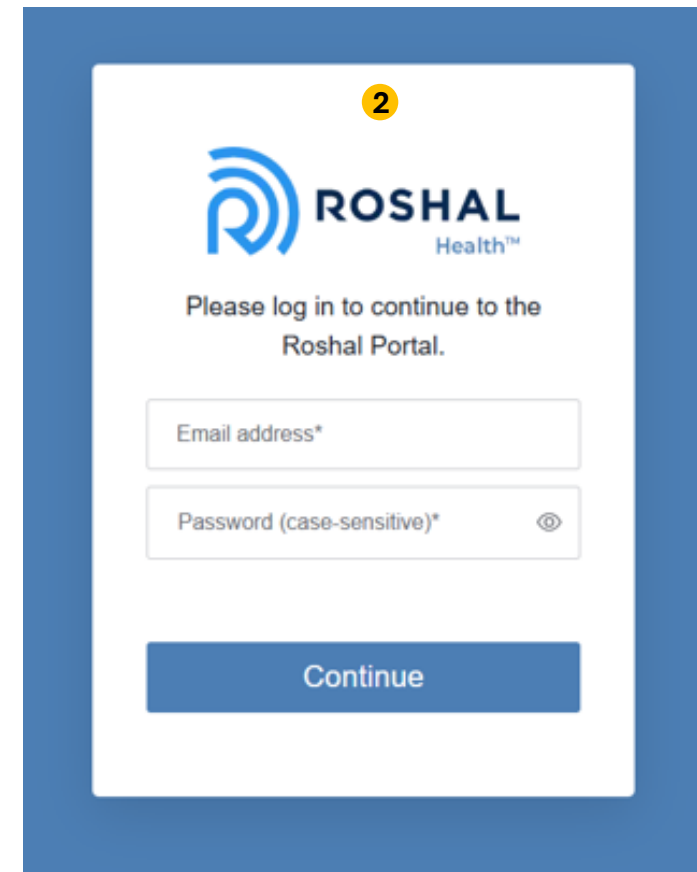 2
ROSHAL
Health™
Please log in to continue to the
Roshal Portal.
Email address*
Password (case-sensitive)*
Continue